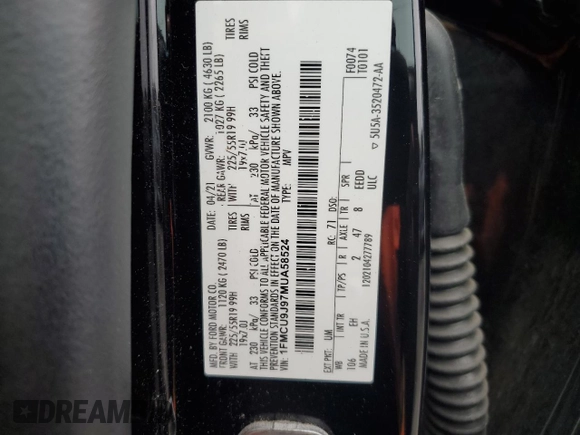 MFD. BY FORD MOTOR CO.
DATE: 04/21 GVWR: 2100 KG ( 4630 LB)
FRONT GAWR: 1120 KG ( 2470 LB) REAR GAWR: 1027 KG ( 2265 LB)
WITH 225/55R19 99H TIRES WITH 225/55R19 99H TIRES
19x7.0J RIMS 19x7.0J RIMS
AT 230 kPa/ 33 PSI COLD AT 230 kPa/ 33 PSI COLD
THIS VEHICLE CONFORMS TO ALL APPLICABLE FEDERAL MOTOR VEHICLE SAFETY AND THEFT
PREVENTION STANDARDS IN EFFECT ON THE DATE OF MANUFACTURE SHOWN ABOVE.
VIN: 1FMCU9J97MUA58524 TYPE: MPV
F0074
T0101
EXT PNT: UM RC: 71 DSO:
WB INT TR TP/PS R AXLE TR SPR
106 EH 2 47 8 EEDD
MADE IN U.S.A. 120210427789 ULC
5U5A-3520472-AA
DREAM